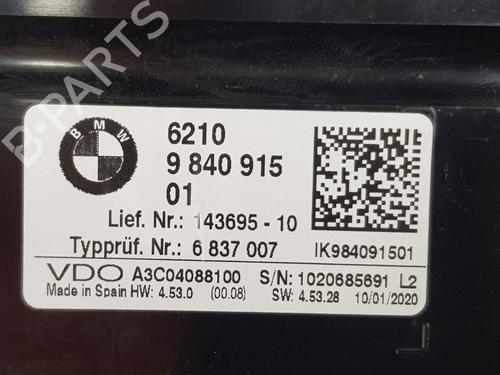 B-PARTS
BMW
6210
9 840 915
01
Lief. Nr.: 143695 - 10
Typprüf. Nr.: 6 837 007
IK984091501
VDO A3C04088100 S/N: 1020685691 L2
Made in Spain HW: 4.53.0 (00.08) SW: 4.53.28 10/01/2020